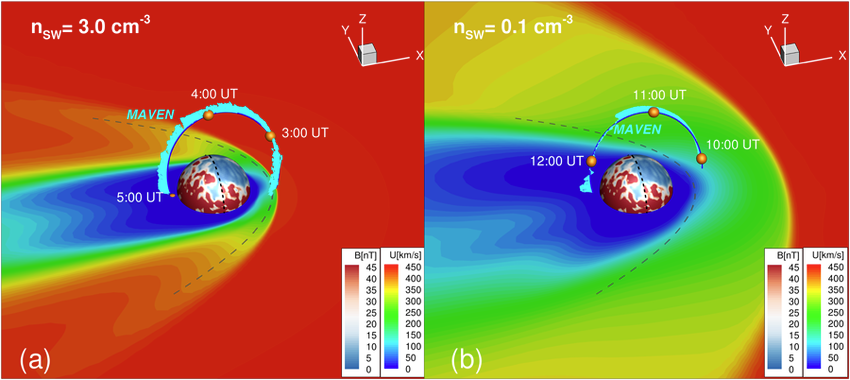 nSW= 3.0 cm-3
Z
Y
X
4:00 UT
MAVEN
3:00 UT
5:00 UT
B[nT]
45
40
35
30
25
20
15
10
5
0
U[km/s]
450
400
350
300
250
200
150
100
50
0
(a)
nSW= 0.1 cm-3
Z
Y
X
11:00 UT
MAVEN
10:00 UT
12:00 UT
B[nT]
45
40
35
30
25
20
15
10
5
0
U[km/s]
450
400
350
300
250
200
150
100
50
0
(b)